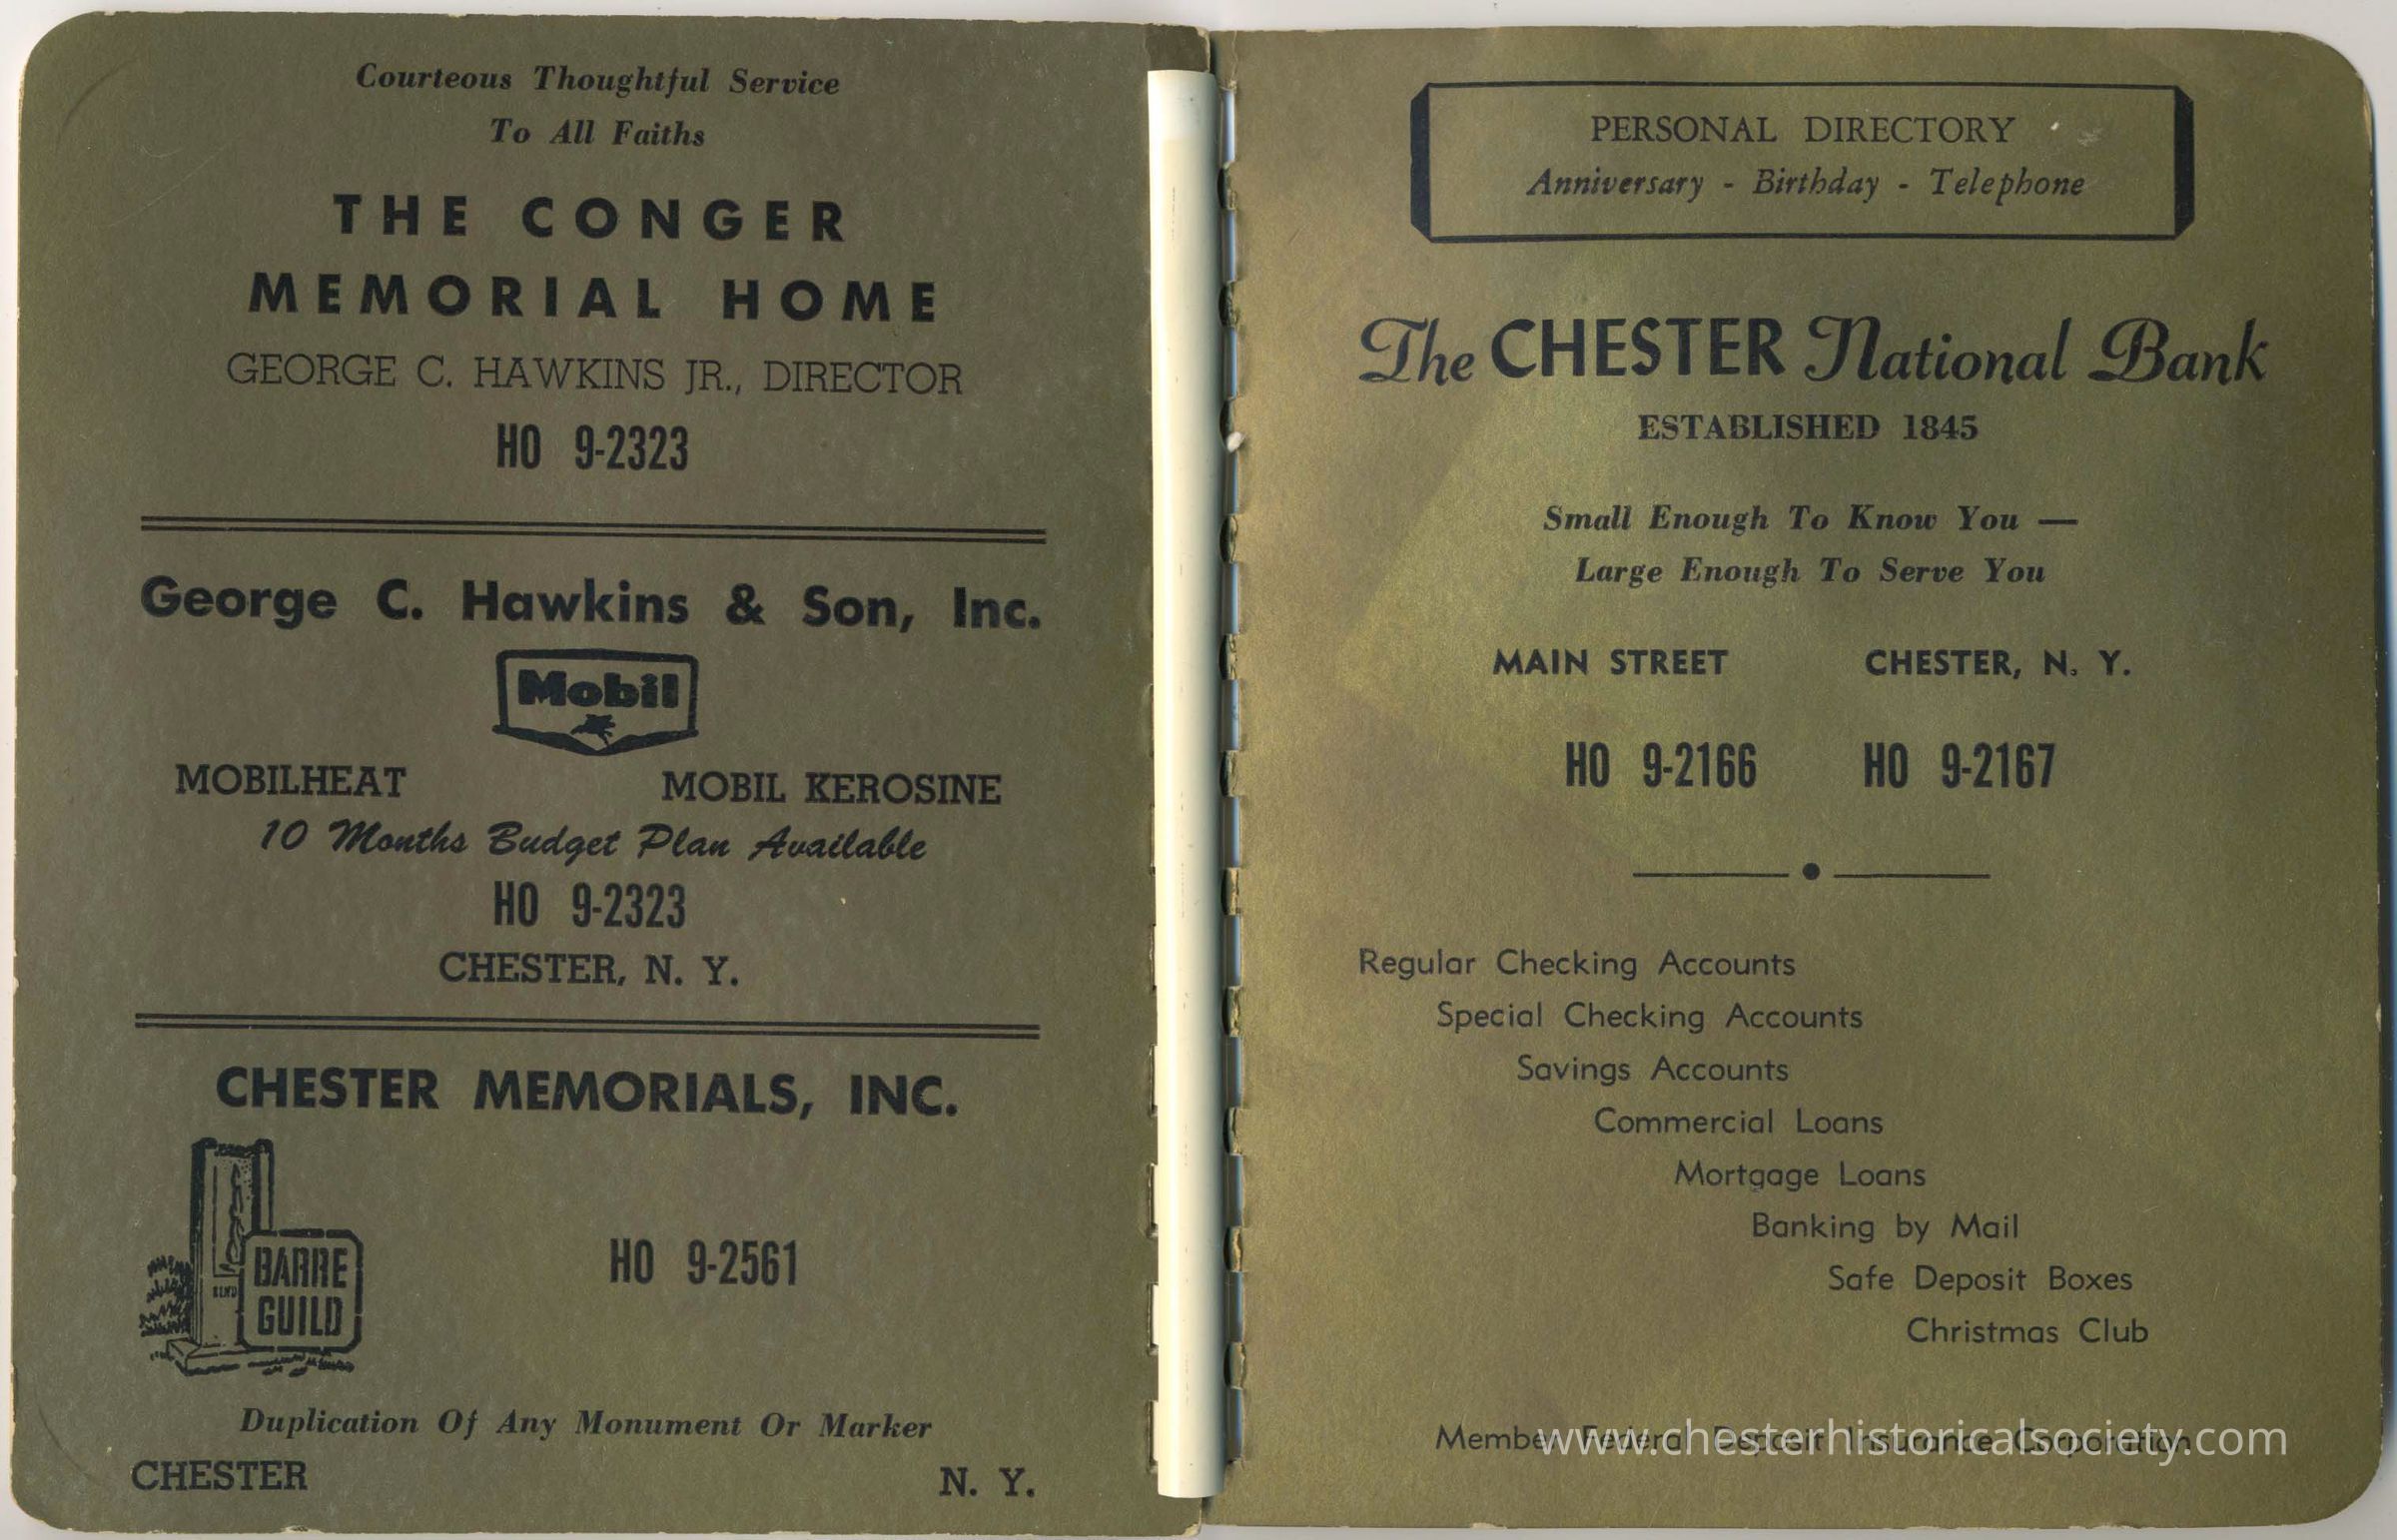 Courteous Thoughtful Service
To All Faiths
THE CONGER
MEMORIAL HOME
GEORGE C. HAWKINS JR., DIRECTOR
HO 9-2323
George C. Hawkins & Son, Inc.
Mobil
MOBILHEAT MOBIL KEROSINE
10 Months Budget Plan Available
HO 9-2323
CHESTER, N. Y.
CHESTER MEMORIALS, INC.
BARRE
GUILD
HO 9-2561
Duplication Of Any Monument Or Marker
CHESTER N. Y.
PERSONAL DIRECTORY
Anniversary - Birthday - Telephone
The CHESTER National Bank
ESTABLISHED 1845
Small Enough To Know You —
Large Enough To Serve You
MAIN STREET CHESTER, N. Y.
HO 9-2166 HO 9-2167
Regular Checking Accounts
Special Checking Accounts
Savings Accounts
Commercial Loans
Mortgage Loans
Banking by Mail
Safe Deposit Boxes
Christmas Club
Member Federal Deposit Insurance Corporation
www.chesterhistoricalsociety.com